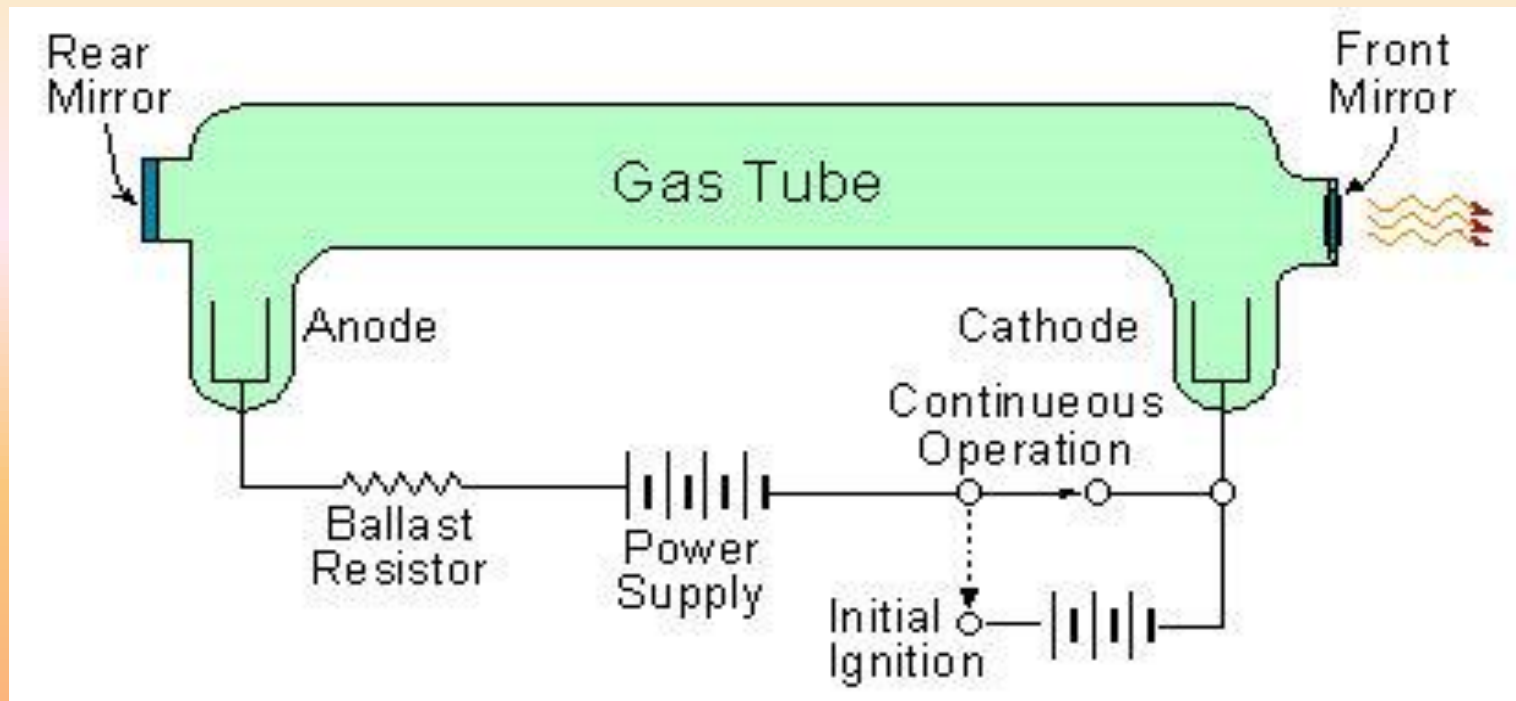 Rear
Mirror
Front
Mirror
Gas Tube
Anode
Cathode
Continueous
Operation
Ballast
Resistor
Power
Supply
Initial
Ignition